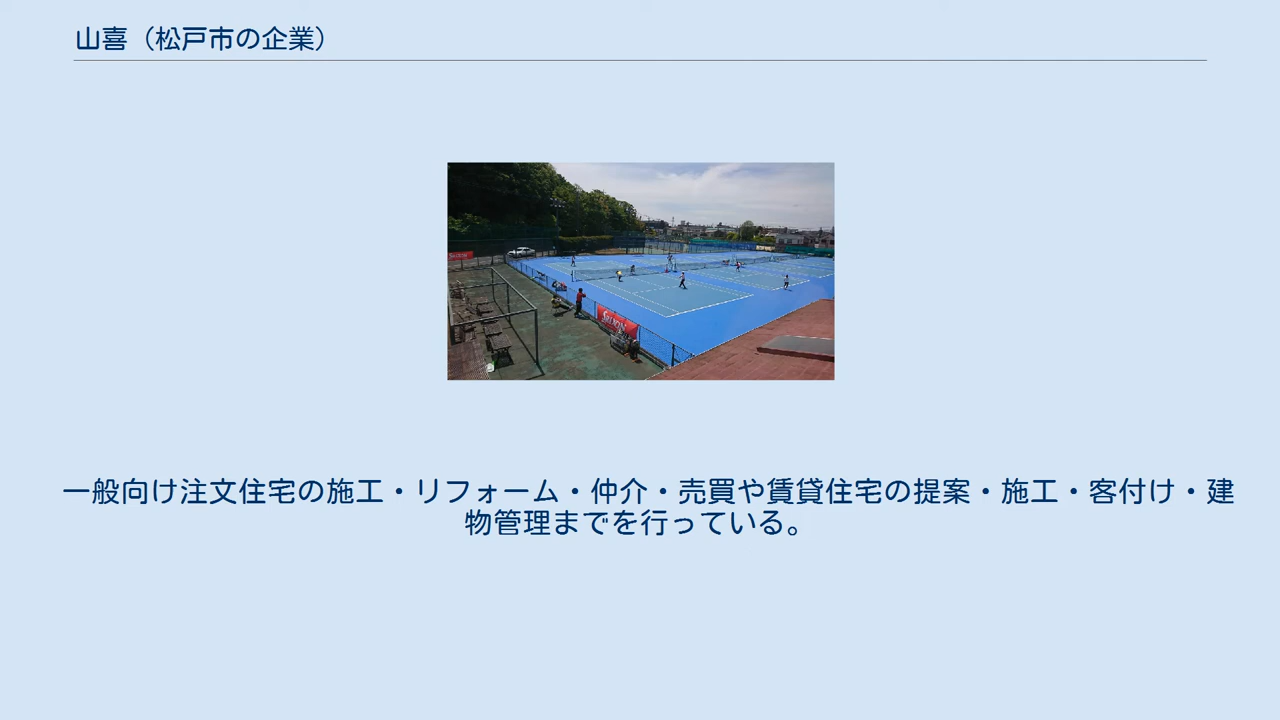 山喜（松戸市の企業）
SRIXON
一般向け注文住宅の施工・リフォーム・仲介・売買や賃貸住宅の提案・施工・客付け・建
物管理までを行っている。